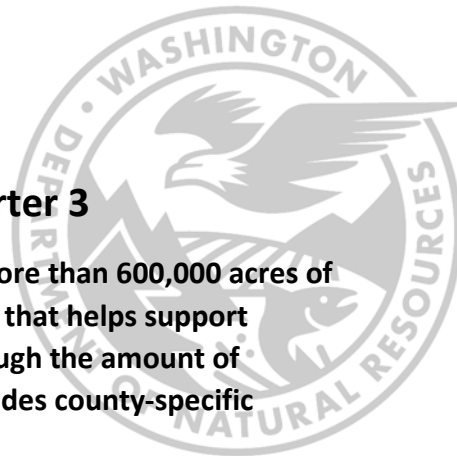 WASHINGTON
DEPARTMENT OF NATURAL RESOURCES
rter 3
ore than 600,000 acres of
that helps support
ugh the amount of
des county-specific